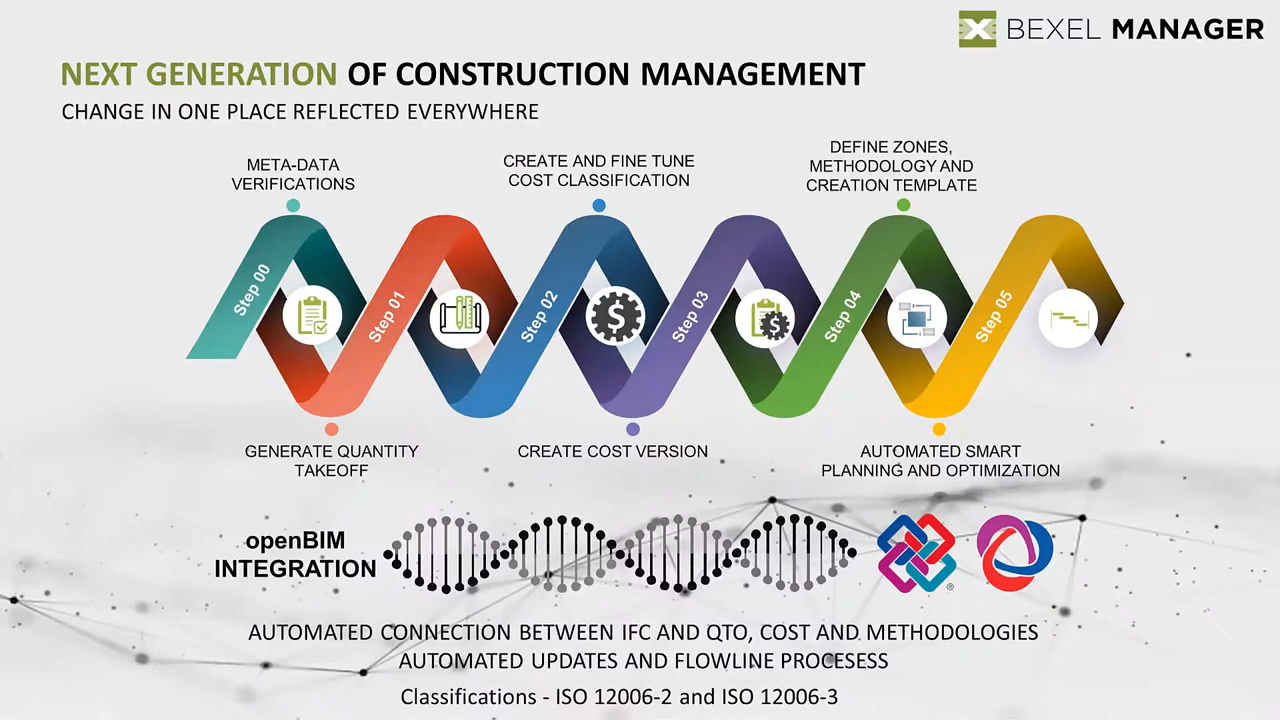 BEXEL MANAGER
NEXT GENERATION OF CONSTRUCTION MANAGEMENT
CHANGE IN ONE PLACE REFLECTED EVERYWHERE
META-DATA
VERIFICATIONS
CREATE AND FINE TUNE
COST CLASSIFICATION
DEFINE ZONES,
METHODOLOGY AND
CREATION TEMPLATE
Step 00
Step 01
Step 02
Step 03
Step 04
Step 05
$
$
GENERATE QUANTITY
TAKEOFF
CREATE COST VERSION
AUTOMATED SMART
PLANNING AND OPTIMIZATION
openBIM
INTEGRATION
®
AUTOMATED CONNECTION BETWEEN IFC AND QTO, COST AND METHODOLOGIES
AUTOMATED UPDATES AND FLOWLINE PROCESESS
Classifications - ISO 12006-2 and ISO 12006-3